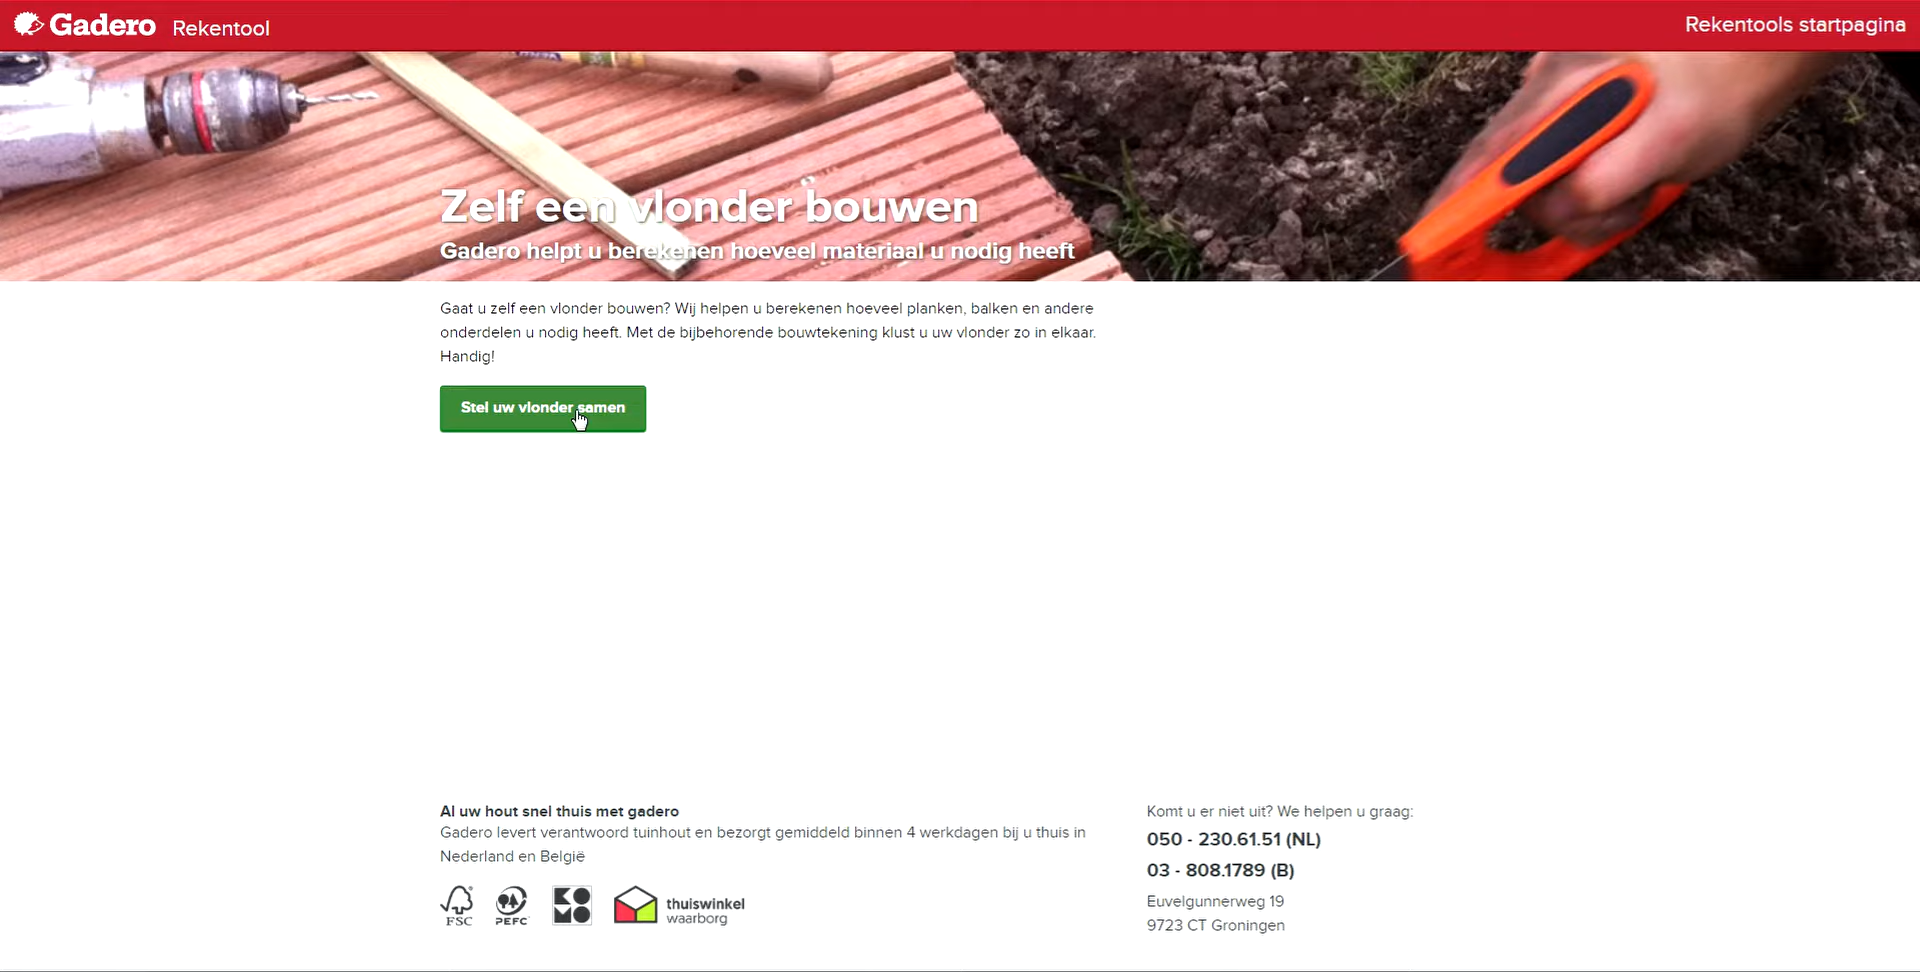 Gadero Rekentool
Rekentools startpagina
Zelf een vlonder bouwen
Gadero helpt u berekenen hoeveel materiaal u nodig heeft
Gaat u zelf een vlonder bouwen? Wij helpen u berekenen hoeveel planken, balken en andere
onderdelen u nodig heeft. Met de bijbehorende bouwtekening klust u uw vlonder zo in elkaar.
Handig!
Stel uw vlonder samen
Al uw hout snel thuis met gadero
Gadero levert verantwoord tuinhout en bezorgt gemiddeld binnen 4 werkdagen bij u thuis in
Nederland en België
FSC
PEFC
KOMO
thuiswinkel
waarborg
Komt u er niet uit? We helpen u graag:
050 - 230.61.51 (NL)
03 - 808.1789 (B)
Euvelgunnerweg 19
9723 CT Groningen